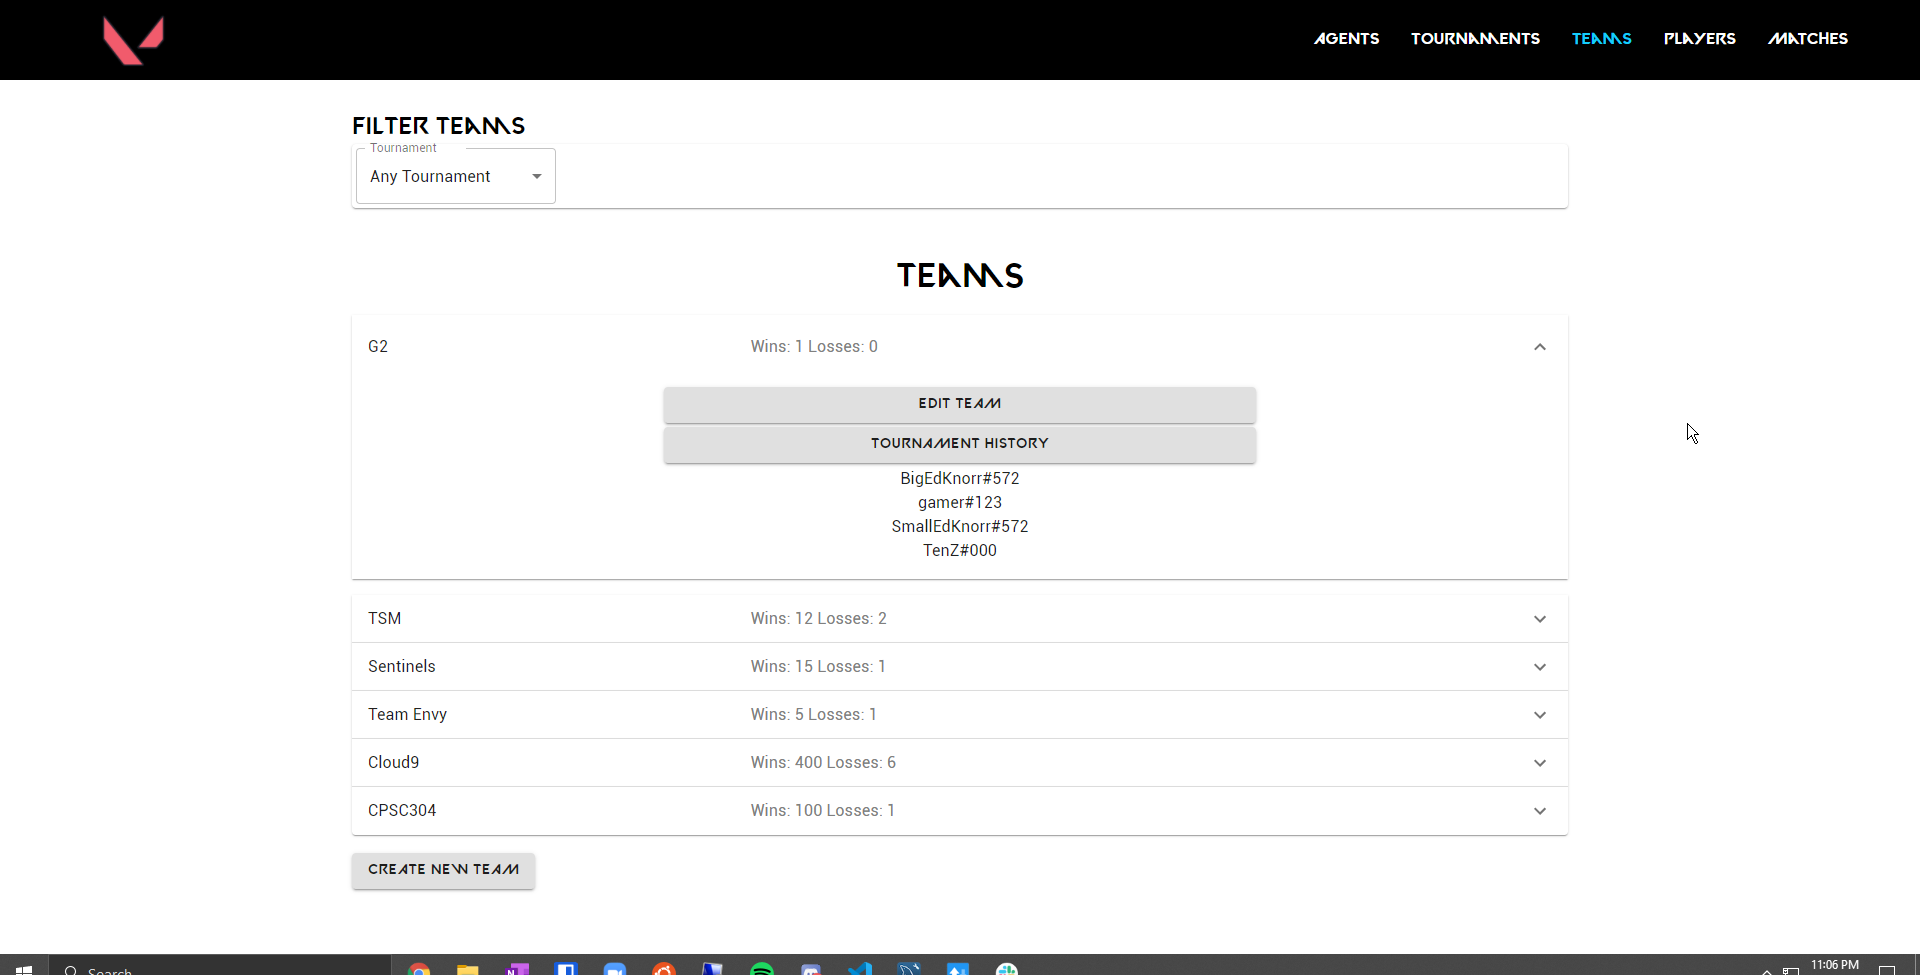 AGENTS TOURNAMENTS TEAMS PLAYERS MATCHES
FILTER TEAMS
Tournament
Any Tournament
TEAMS
G2 Wins: 1 Losses: 0
EDIT TEAM
TOURNAMENT HISTORY
BigEdKnorr#572
gamer#123
SmallEdKnorr#572
TenZ#000
TSM Wins: 12 Losses: 2
Sentinels Wins: 15 Losses: 1
Team Envy Wins: 5 Losses: 1
Cloud9 Wins: 400 Losses: 6
CPSC304 Wins: 100 Losses: 1
CREATE NEW TEAM
Search
11:06 PM